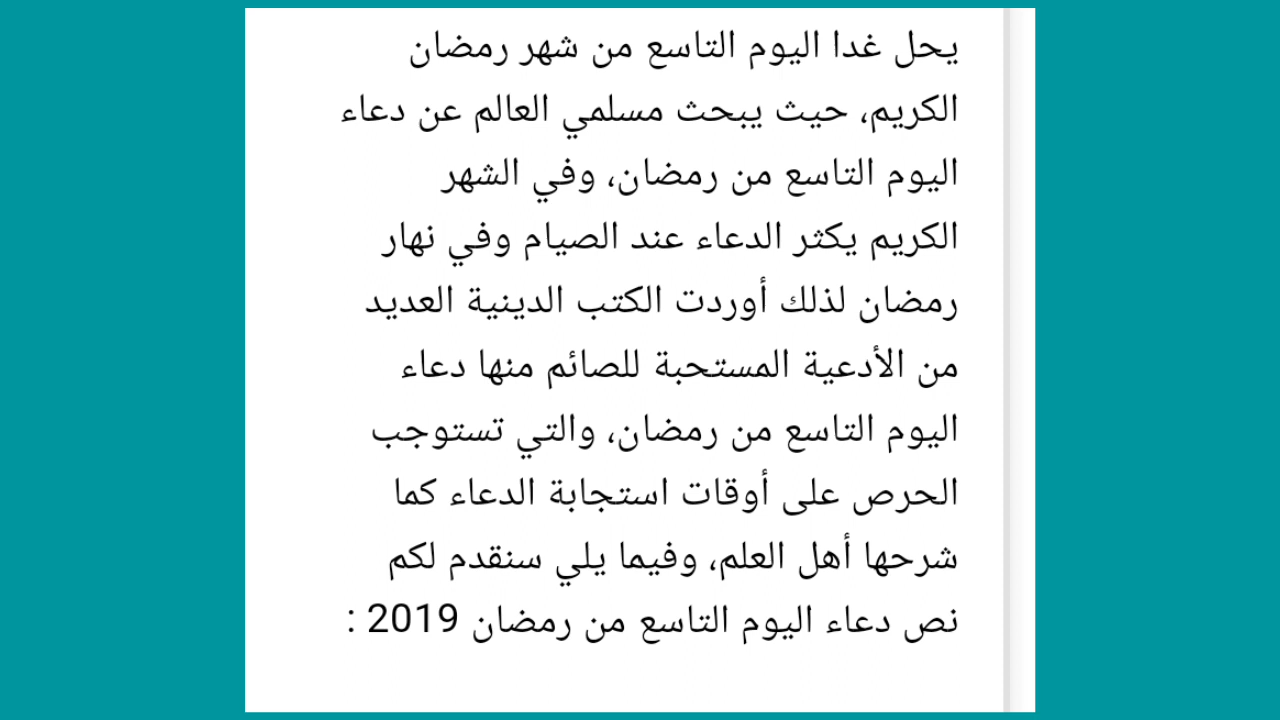 يحل غدا اليوم التاسع من شهر رمضان
الكريم، حيث يبحث مسلمي العالم عن دعاء
اليوم التاسع من رمضان، وفي الشهر
الكريم يكثر الدعاء عند الصيام وفي نهار
رمضان لذلك أوردت الكتب الدينية العديد
من الأدعية المستحبة للصائم منها دعاء
اليوم التاسع من رمضان، والتي تستوجب
الحرص على أوقات استجابة الدعاء كما
شرحها أهل العلم، وفيما يلي سنقدم لكم
نص دعاء اليوم التاسع من رمضان 2019 :